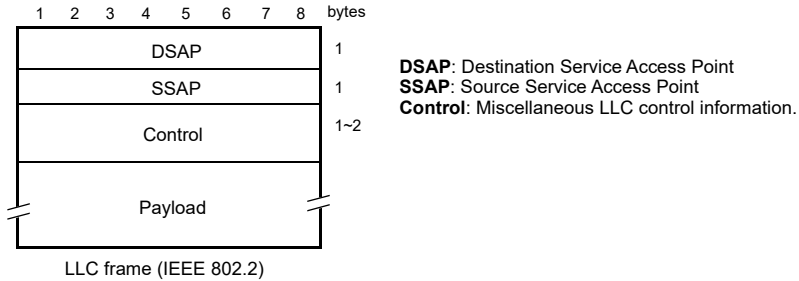 1 2 3 4 5 6 7 8 bytes
DSAP 1
DSAP: Destination Service Access Point
SSAP 1
SSAP: Source Service Access Point
Control: Miscellaneous LLC control information.
Control 1~2
Payload
LLC frame (IEEE 802.2)